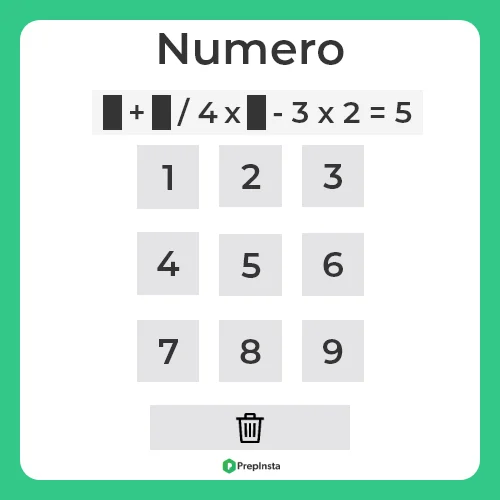 Numero
█ + █ / 4 x █ - 3 x 2 = 5
1 2 3
4 5 6
7 8 9
PrepInsta